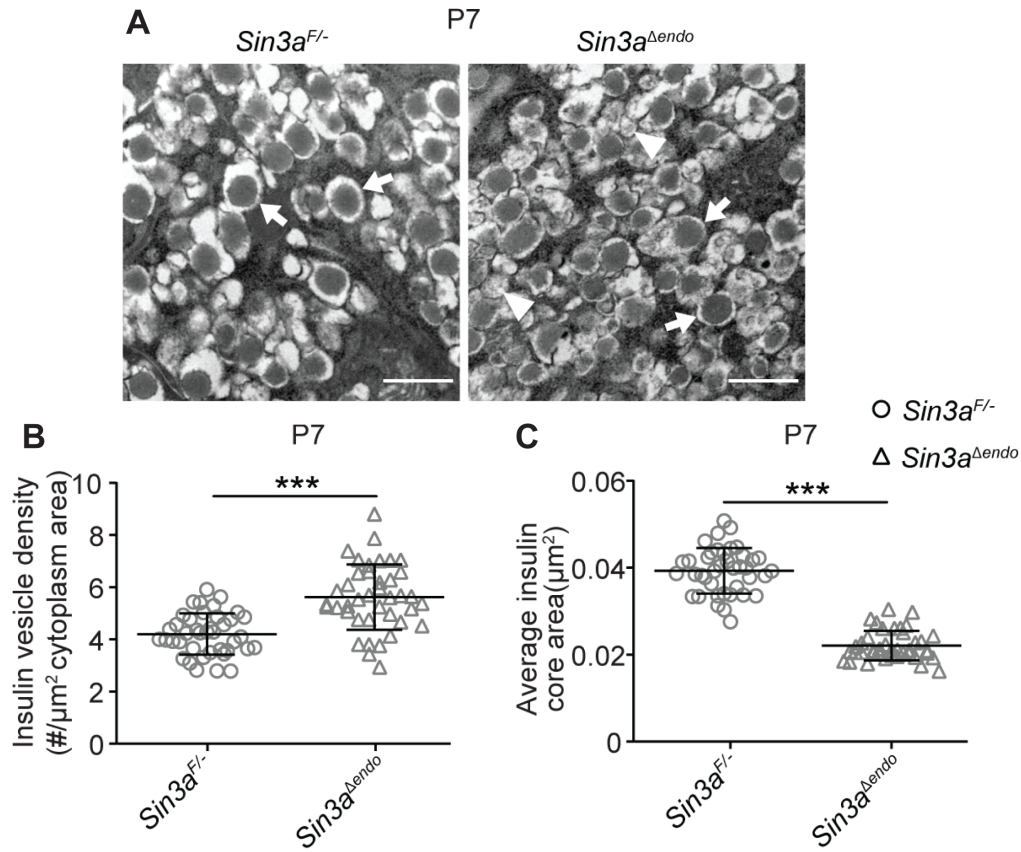 A
P7
Sin3aF/-
Sin3aΔendo
B
P7
Insulin vesicle density
(#/µm2 cytoplasm area)
10
8
6
4
2
0
***
Sin3aF/-
Sin3aΔendo
C
P7
Sin3aF/-
Sin3aΔendo
Average insulin
core area(µm2)
0.06
0.04
0.02
0
***
Sin3aF/-
Sin3aΔendo